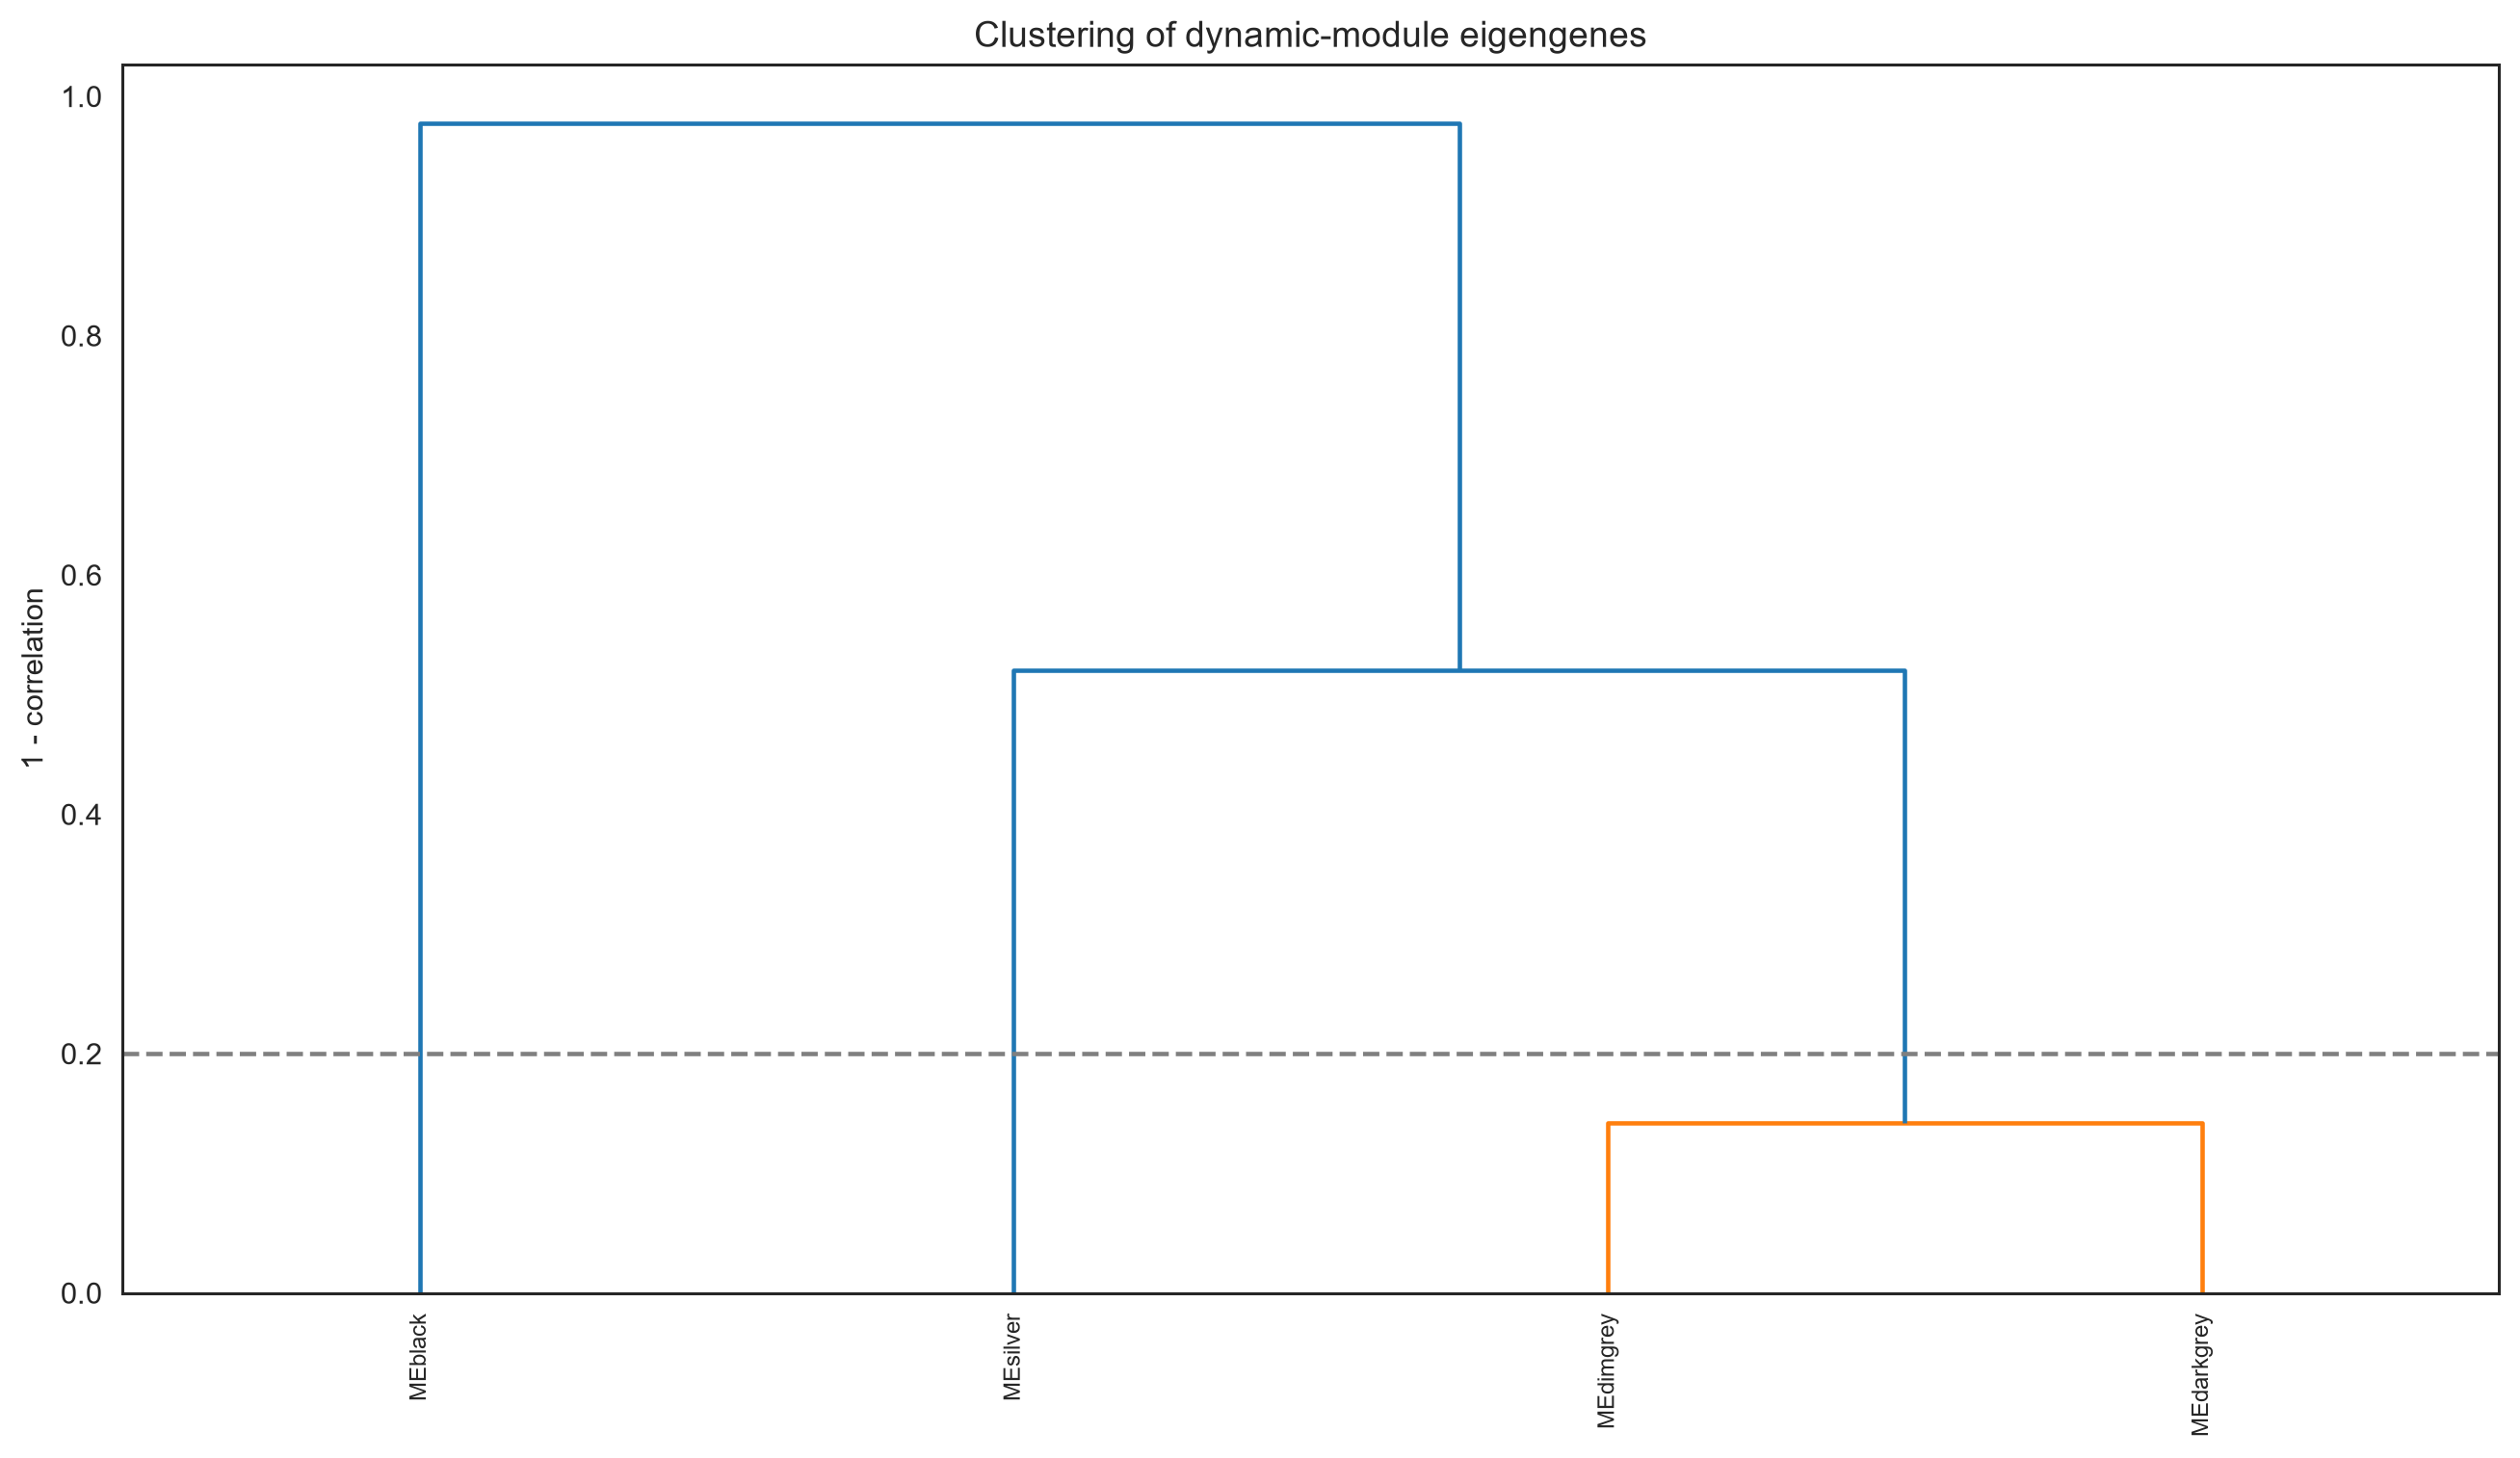 Clustering of dynamic-module eigengenes
1 - correlation
1.0
0.8
0.6
0.4
0.2
0.0
MEblack
MEsilver
MEdimgrey
MEdarkgrey